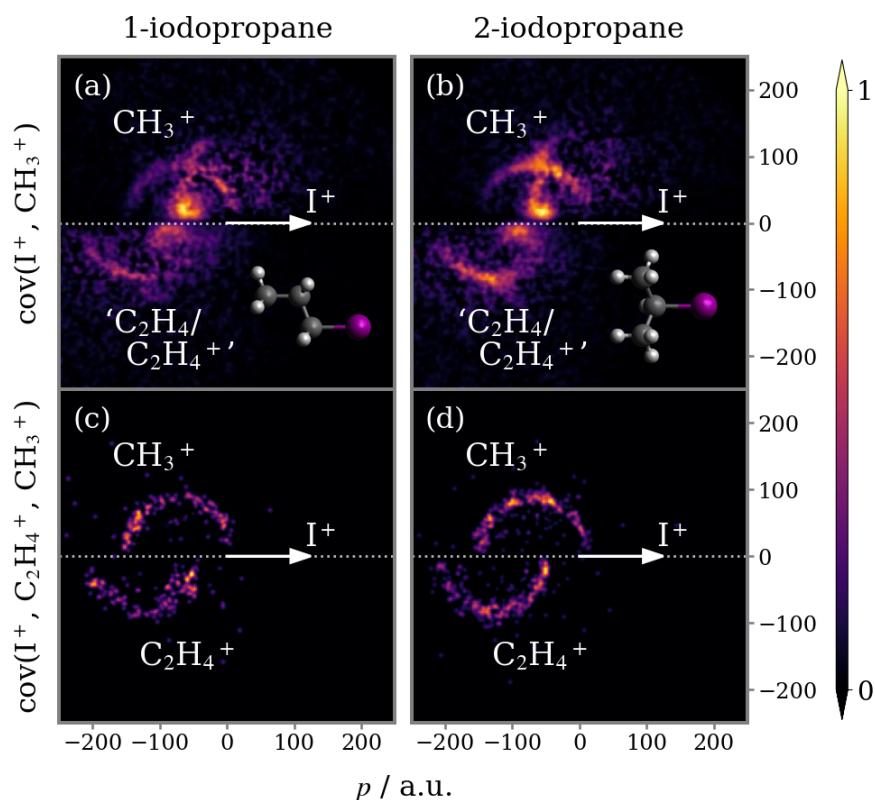 1-iodopropane
2-iodopropane
cov(I⁺, CH₃⁺)
(a)
CH₃⁺
I⁺
‘C₂H₄/
C₂H₄⁺’
(b)
CH₃⁺
I⁺
‘C₂H₄/
C₂H₄⁺’
200
100
0
−100
−200
cov(I⁺, C₂H₄⁺, CH₃⁺)
(c)
CH₃⁺
I⁺
C₂H₄⁺
(d)
CH₃⁺
I⁺
C₂H₄⁺
200
100
0
−100
−200
1
0
−200 −100 0 100 200
−200 −100 0 100 200
p / a.u.